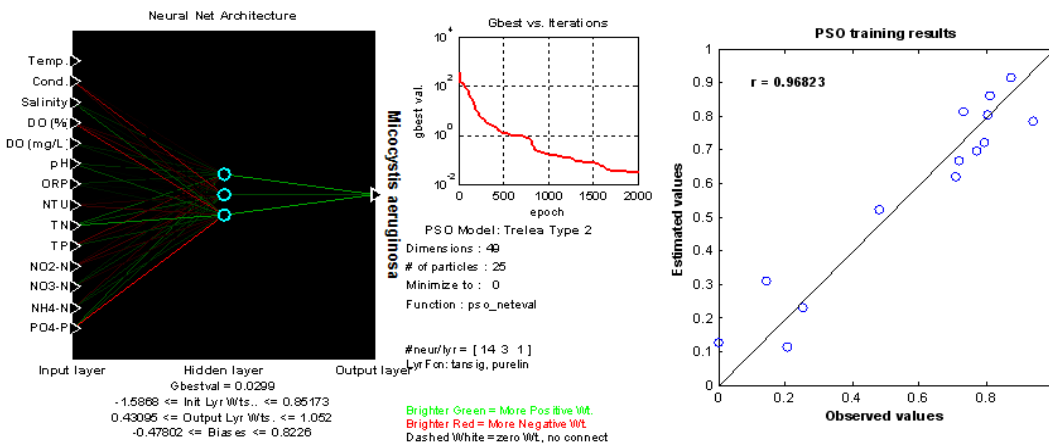 Neural Net Architecture
Temp.
Cond.
Salinity
DO (%)
DO (mg/L)
pH
ORP
NTU
TN
TP
NO2-N
NO3-N
NH4-N
PO4-P
Input layer
Hidden layer
Output layer
Micocystis aeruginosa
Gbestval = 0.0299
-1.5868 <= Init Lyr Wts.. <= 0.85173
0.43095 <= Output Lyr Wts. <= 1.052
-0.47802 <= Biases <= 0.8226
Gbest vs. Iterations
gbest val.
10^4
10^2
10^0
10^-2
0
500
1000
1500
2000
epoch
PSO Model: Trelea Type 2
Dimensions : 49
# of particles : 25
Minimize to : 0
Function : pso_neteval
#neur/lyr = [ 14 3 1 ]
Lyr Fcn: tansig, purelin
Brighter Green = More Positive Wt.
Brighter Red = More Negative Wt.
Dashed White = zero Wt., no connect
PSO training results
r = 0.96823
Estimated values
1
0.9
0.8
0.7
0.6
0.5
0.4
0.3
0.2
0.1
0
0
0.2
0.4
0.6
0.8
Observed values